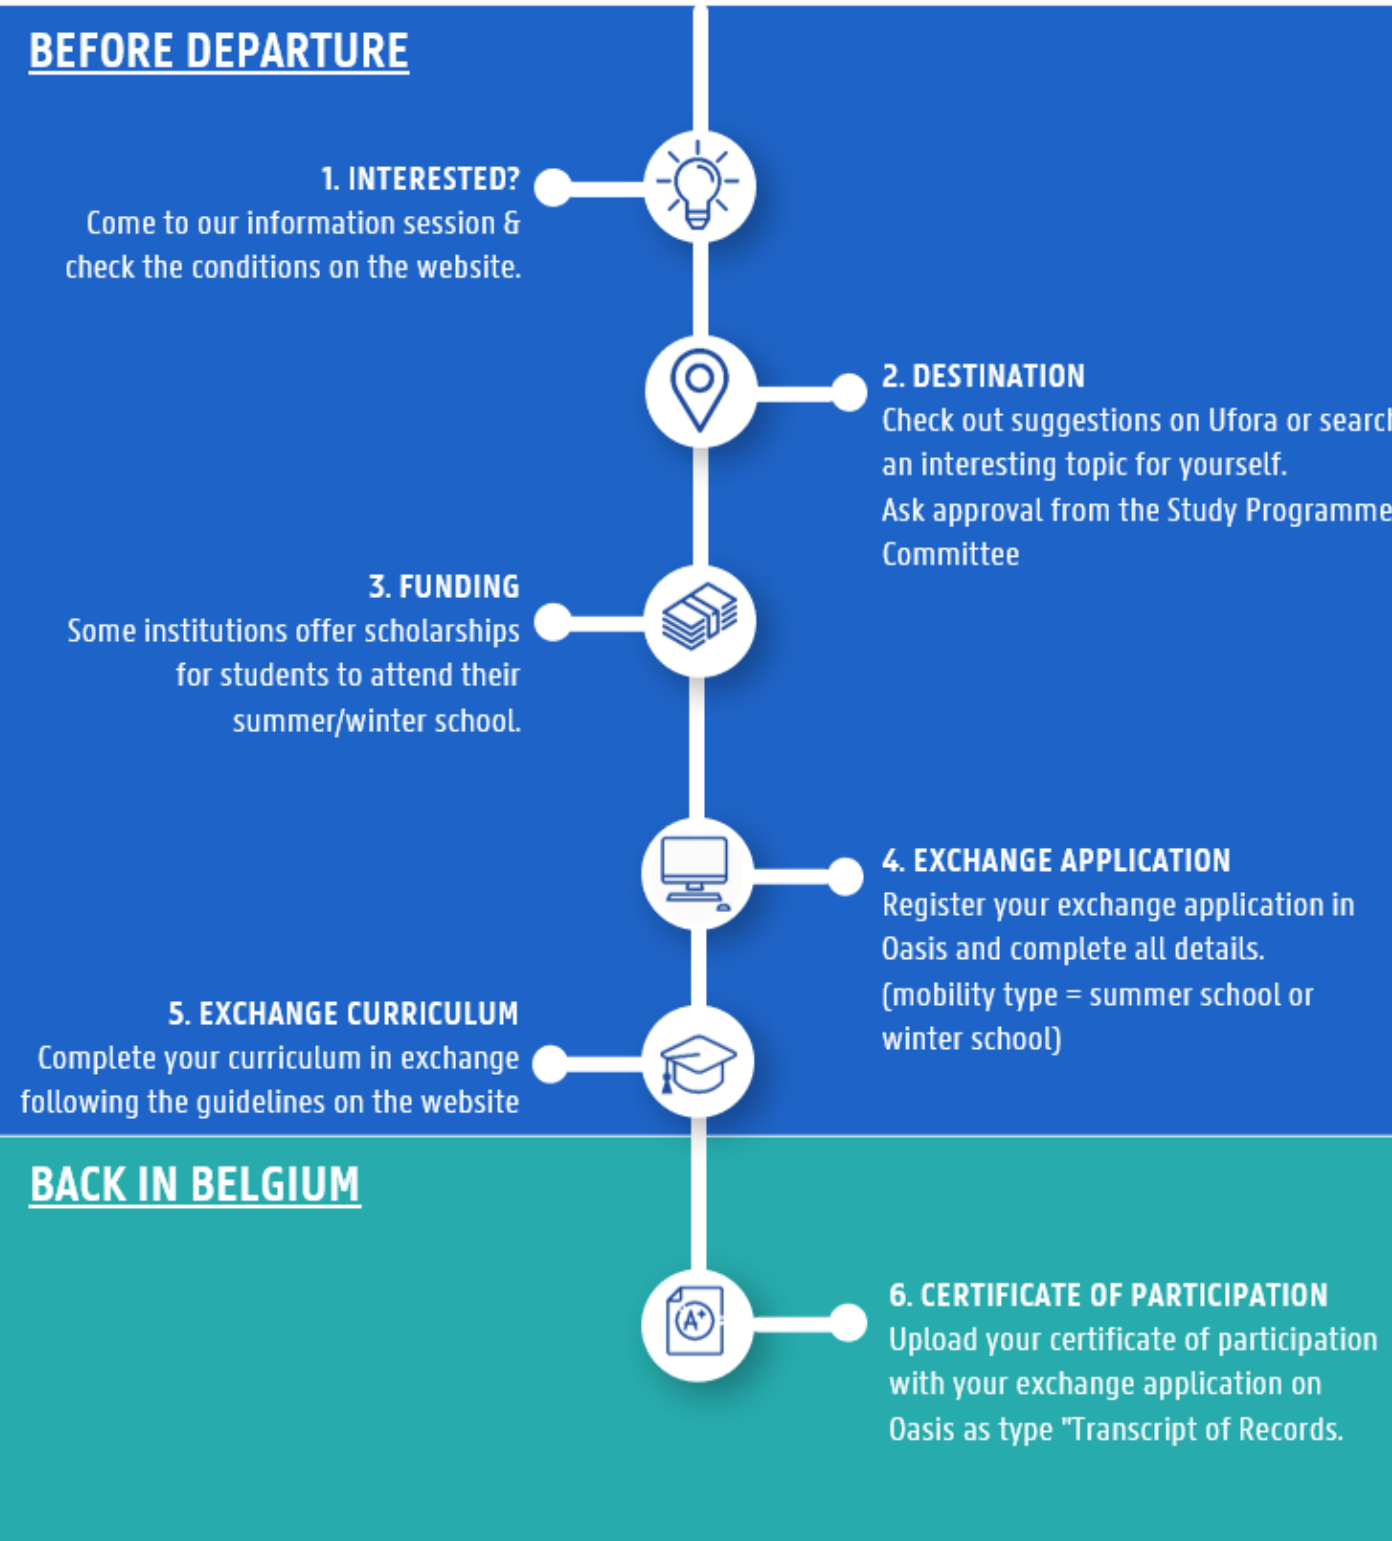 BEFORE DEPARTURE
1. INTERESTED?
Come to our information session &
check the conditions on the website.
2. DESTINATION
Check out suggestions on Ufora or search
an interesting topic for yourself.
Ask approval from the Study Programme
Committee
3. FUNDING
Some institutions offer scholarships
for students to attend their
summer/winter school.
4. EXCHANGE APPLICATION
Register your exchange application in
Oasis and complete all details.
(mobility type = summer school or
winter school)
5. EXCHANGE CURRICULUM
Complete your curriculum in exchange
following the guidelines on the website
BACK IN BELGIUM
A+
6. CERTIFICATE OF PARTICIPATION
Upload your certificate of participation
with your exchange application on
Oasis as type "Transcript of Records.